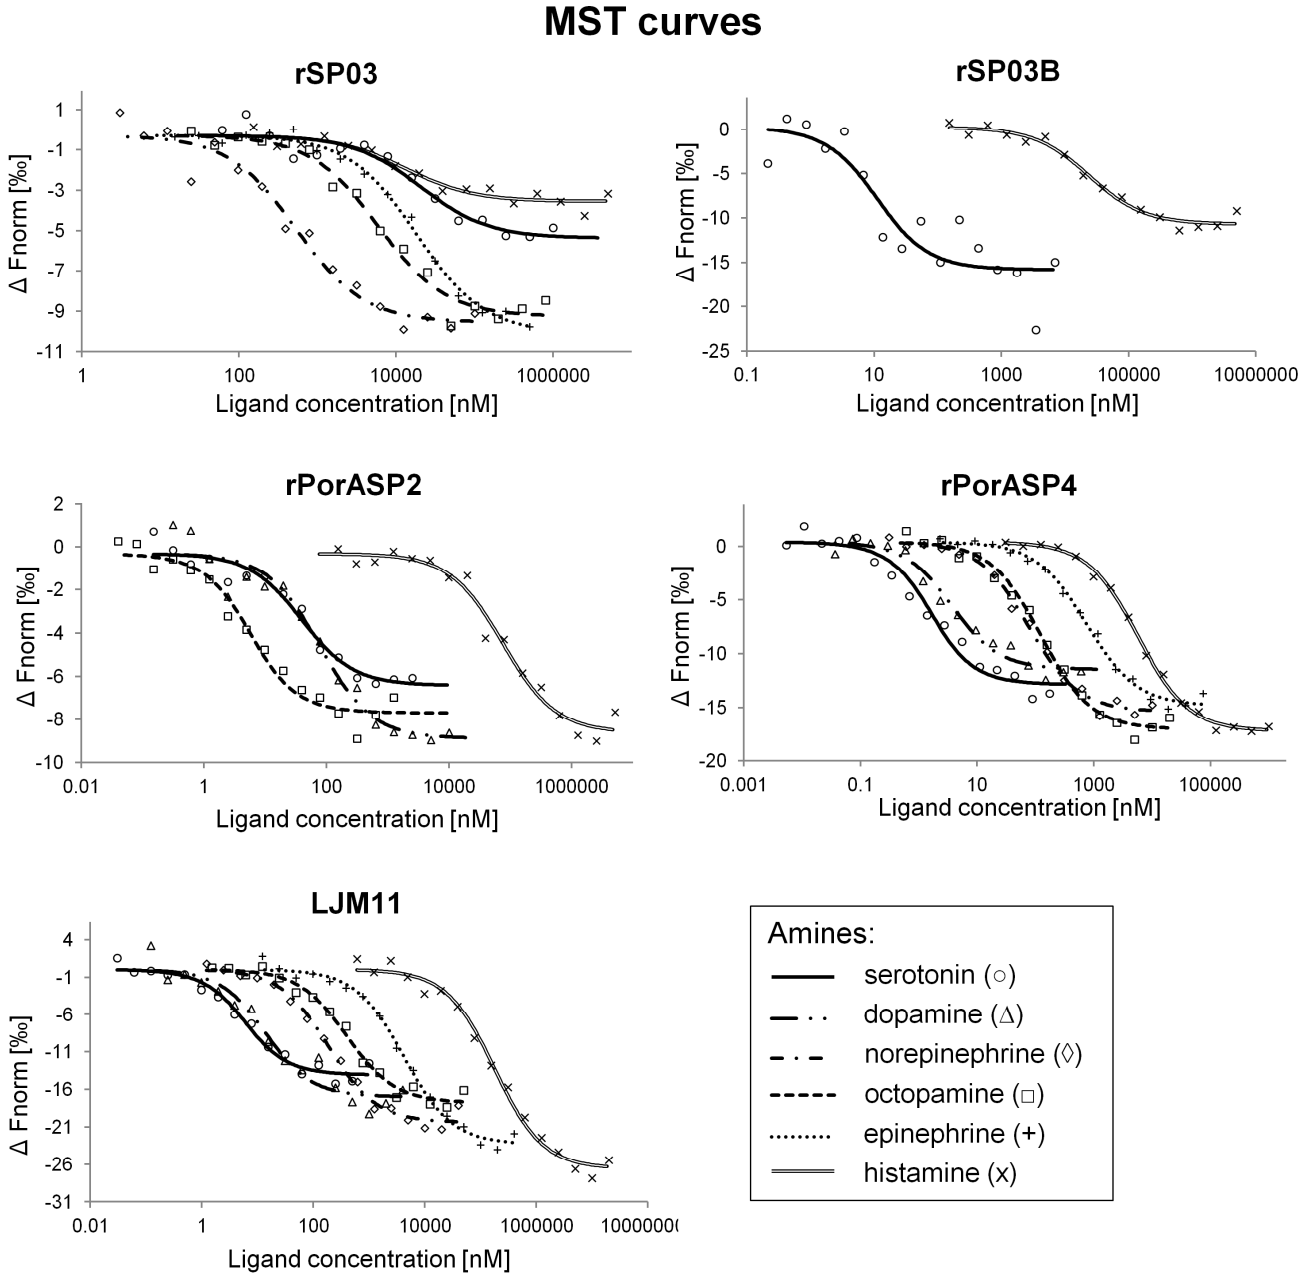 MST curves
rSP03
1
-1
-3
-5
-7
-9
-11
Δ Fnorm [‰]
1 100 10000 1000000
Ligand concentration [nM]
rSP03B
0
-5
-10
-15
-20
-25
Δ Fnorm [‰]
0.1 10 1000 100000 10000000
Ligand concentration [nM]
rPorASP2
2
0
-2
-4
-6
-8
-10
Δ Fnorm [‰]
0.01 1 100 10000 1000000
Ligand concentration [nM]
rPorASP4
0
-5
-10
-15
-20
Δ Fnorm [‰]
0.001 0.1 10 1000 100000
Ligand concentration [nM]
LJM11
4
-1
-6
-11
-16
-21
-26
-31
Δ Fnorm [‰]
0.01 1 100 10000 1000000
Ligand concentration [nM]
Amines:
serotonin (○)
dopamine (Δ)
norepinephrine (◊)
octopamine (□)
epinephrine (+)
histamine (x)